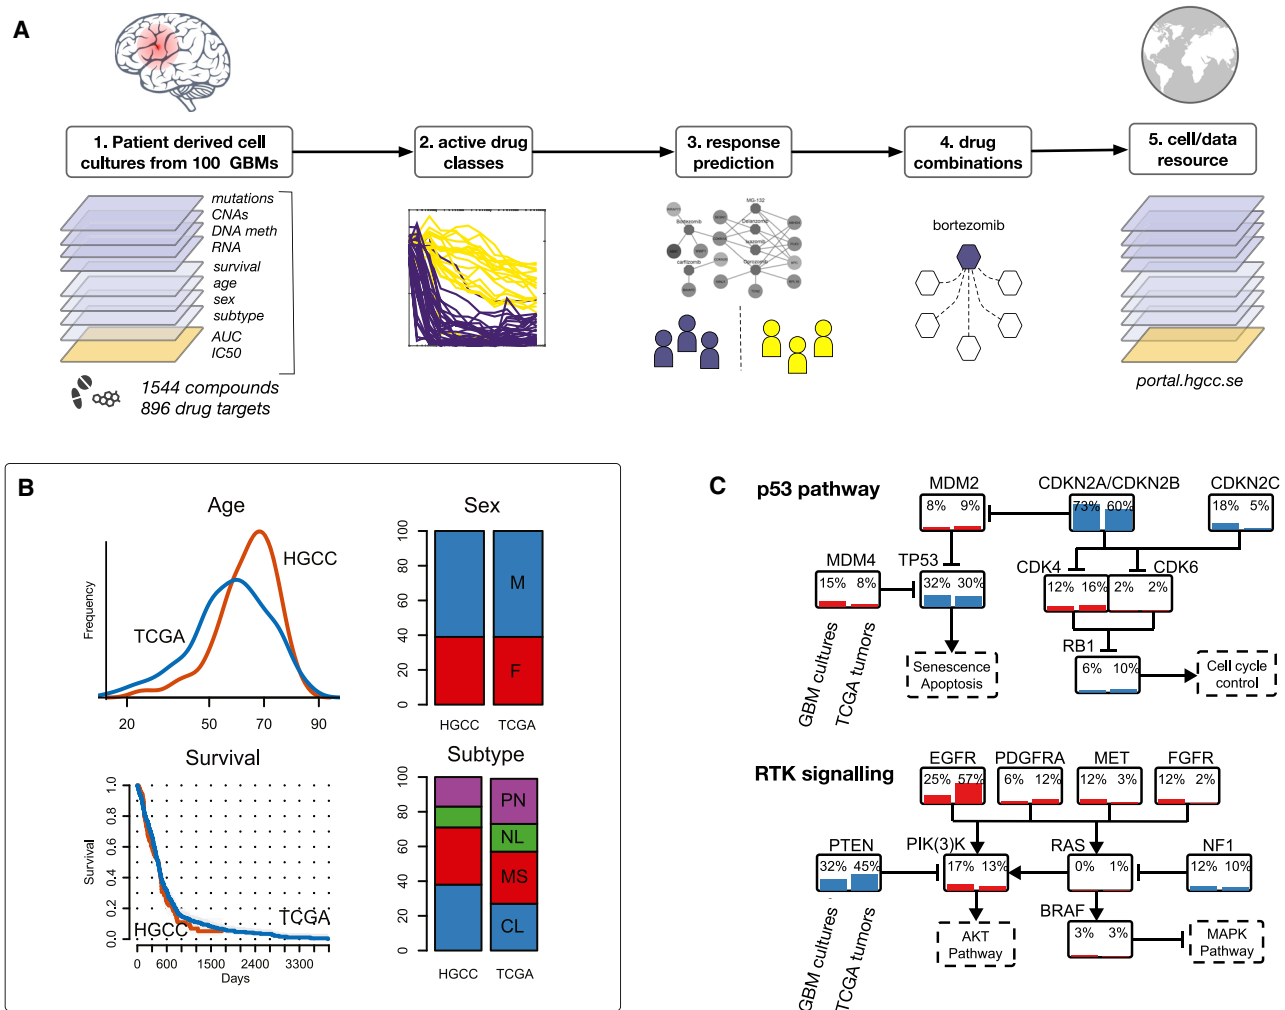 A
1. Patient derived cell
cultures from 100 GBMs
2. active drug
classes
3. response
prediction
4. drug
combinations
5. cell/data
resource
mutations
CNAs
DNA meth
RNA
survival
age
sex
subtype
AUC
IC50
1544 compounds
896 drug targets
MG-132
Bortezomib
Delanzomib
Ixazomib
carfilzomib
Oprozomib
bortezomib
portal.hgcc.se
B
Age
HGCC
TCGA
Frequency
20 50 70 90
Sex
0 20 40 60 80 100
M
F
HGCC TCGA
Survival
Survival
0.0 0.2 0.4 0.6 0.8 1.0
HGCC
TCGA
0 600 1500 2400 3300
Days
Subtype
0 20 40 60 80 100
PN
NL
MS
CL
HGCC TCGA
C
p53 pathway
MDM2
8% 9%
CDKN2A/CDKN2B
73% 60%
CDKN2C
18% 5%
MDM4
15% 8%
TP53
32% 30%
CDK4
12% 16%
CDK6
2% 2%
RB1
6% 10%
GBM cultures
TCGA tumors
Senescence
Apoptosis
Cell cycle
control
RTK signalling
EGFR
25% 57%
PDGFRA
6% 12%
MET
12% 3%
FGFR
12% 2%
PTEN
32% 45%
PIK(3)K
17% 13%
RAS
0% 1%
NF1
12% 10%
BRAF
3% 3%
GBM cultures
TCGA tumors
AKT
Pathway
MAPK
Pathway